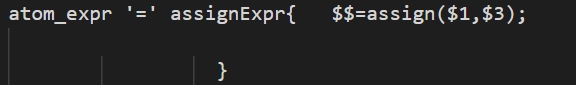 atom_expr '=' assignExpr{   $$=assign($1,$3);
}